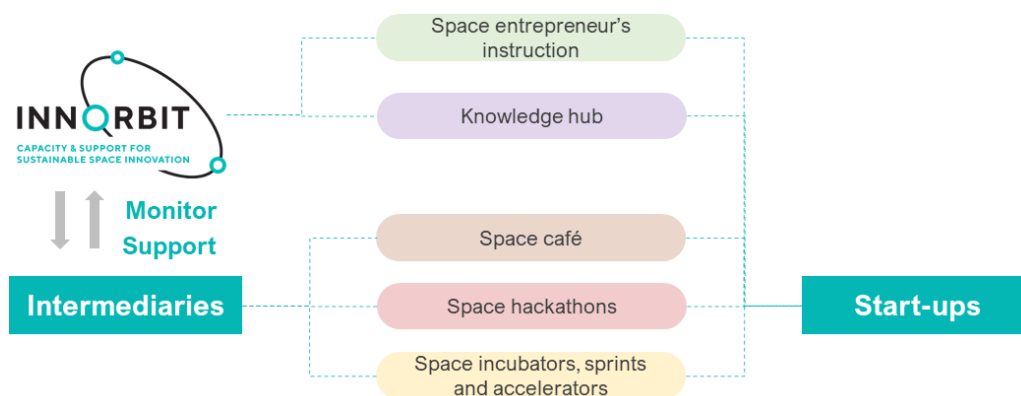 Space entrepreneur's
instruction
INNORBIT
CAPACITY & SUPPORT FOR
SUSTAINABLE SPACE INNOVATION
Knowledge hub
Monitor
Support
Space café
Intermediaries
Space hackathons
Start-ups
Space incubators, sprints
and accelerators